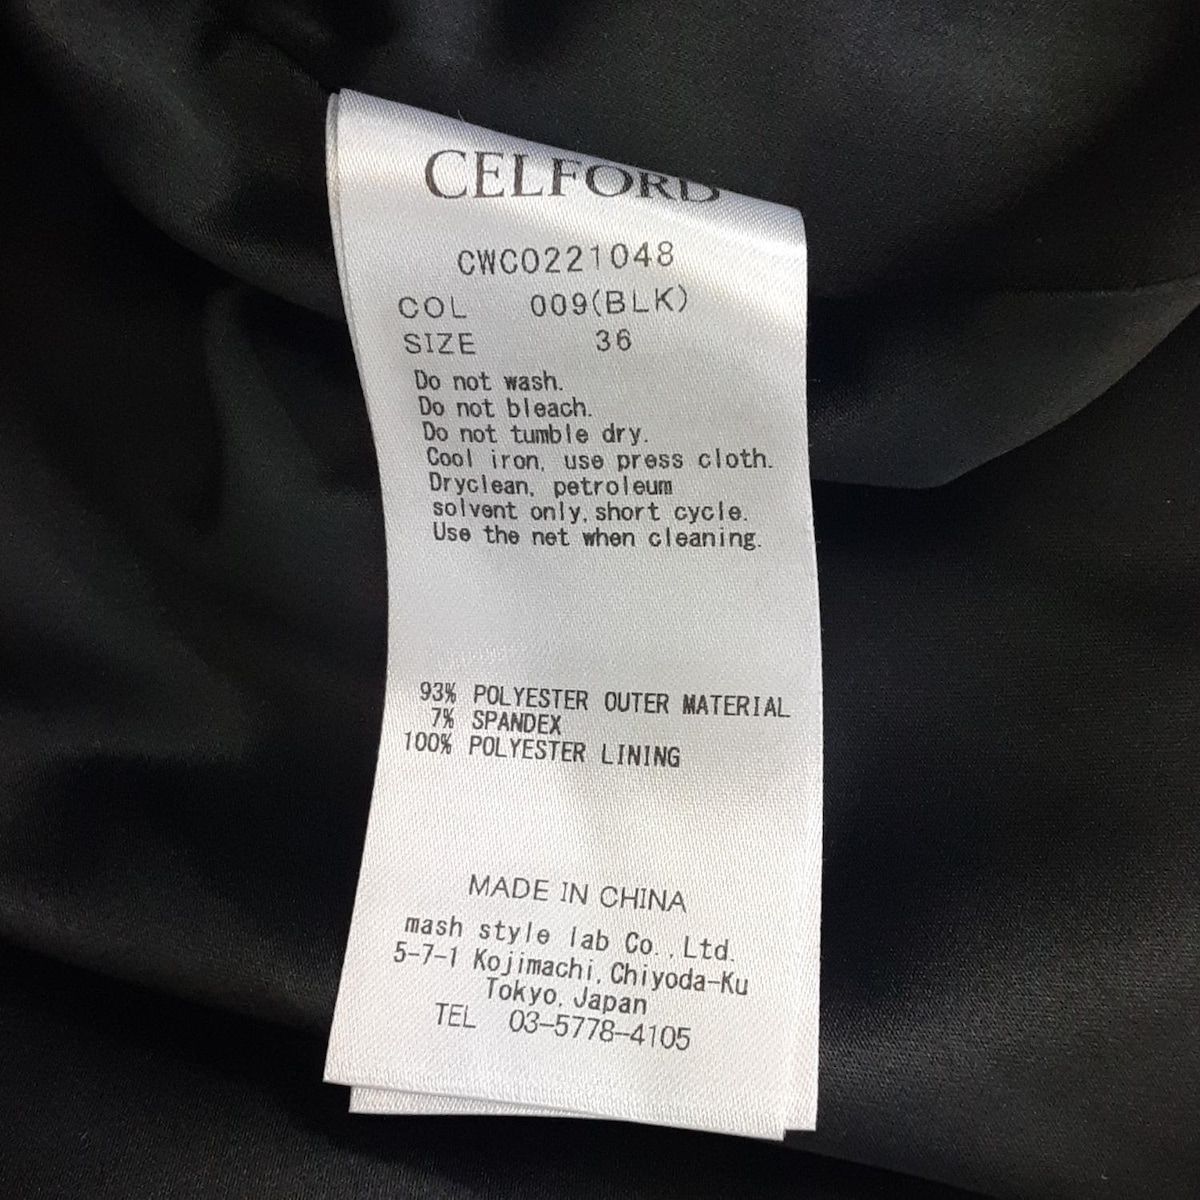 CELFORD
CWCO221048
COL 009(BLK)
SIZE 36
Do not wash.
Do not bleach.
Do not tumble dry.
Cool iron, use press cloth.
Dryclean, petroleum
solvent only, short cycle.
Use the net when cleaning.
93% POLYESTER OUTER MATERIAL
7% SPANDEX
100% POLYESTER LINING
MADE IN CHINA
mash style lab Co.,Ltd.
5-7-1 Kojimachi, Chiyoda-Ku
Tokyo, Japan
TEL 03-5778-4105